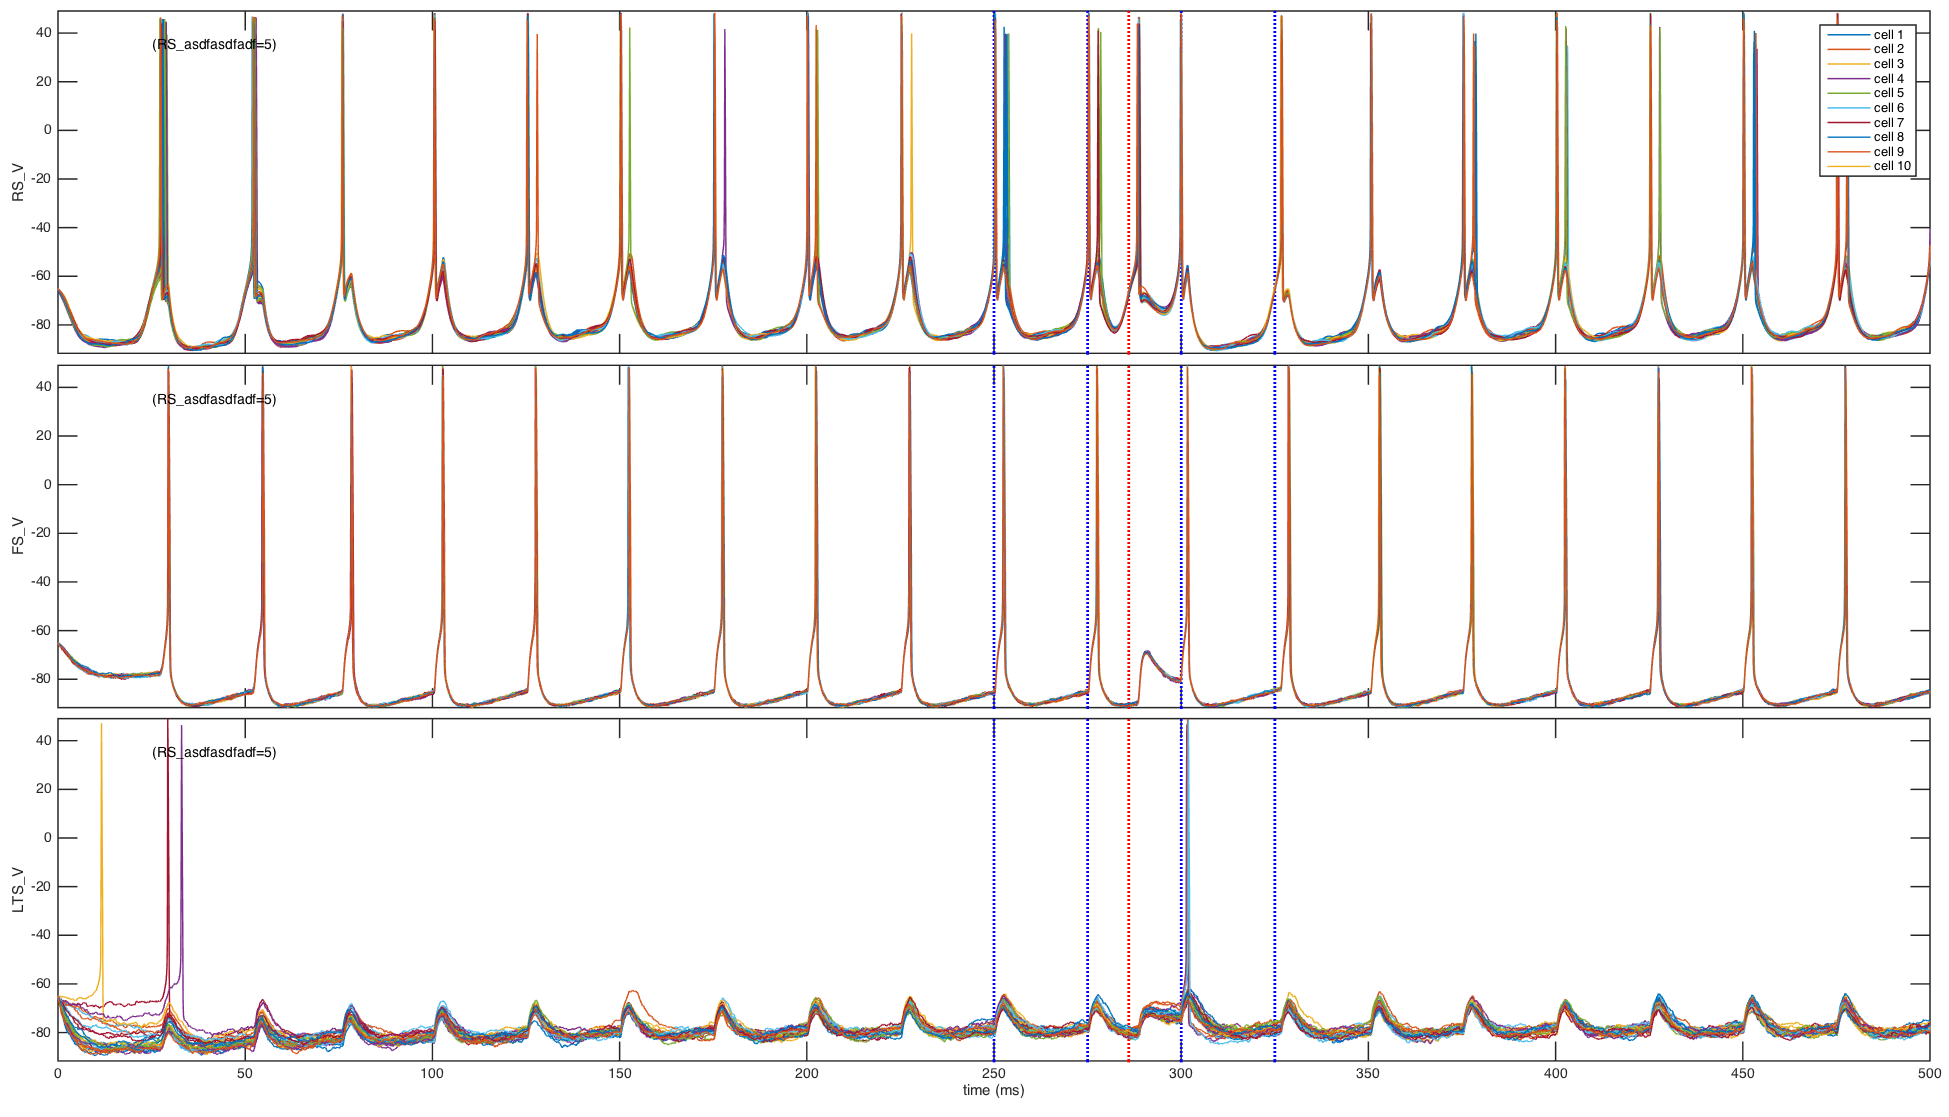 40
20
0
-20
-40
-60
-80
RS_V
(RS_asdfasdfadf=5)
cell 1
cell 2
cell 3
cell 4
cell 5
cell 6
cell 7
cell 8
cell 9
cell 10
40
20
0
-20
-40
-60
-80
FS_V
(RS_asdfasdfadf=5)
40
20
0
-20
-40
-60
-80
LTS_V
(RS_asdfasdfadf=5)
0 50 100 150 200 250 300 350 400 450 500
time (ms)